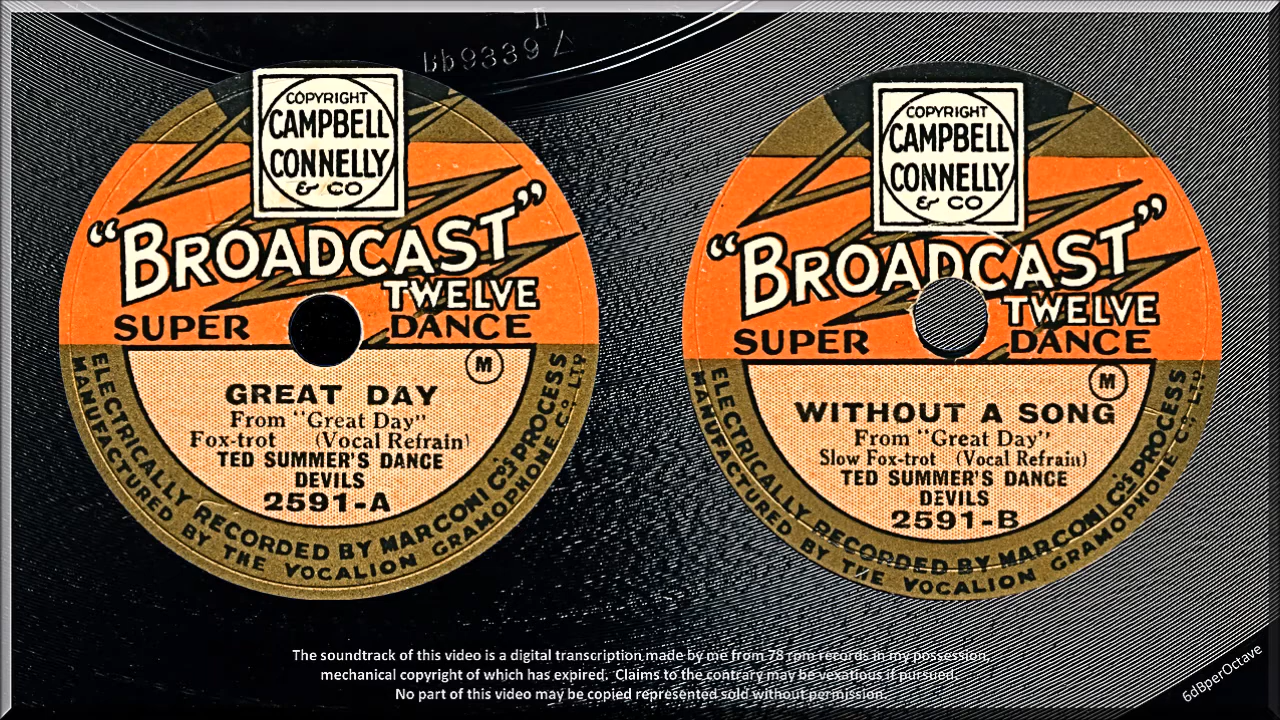 Bb9339 △
COPYRIGHT
CAMPBELL
CONNELLY
& CO
"BROADCAST"
TWELVE
SUPER DANCE
M
GREAT DAY
From "Great Day"
Fox-trot (Vocal Refrain)
TED SUMMER'S DANCE
DEVILS
2591-A
ELECTRICALLY RECORDED BY MARCONI Co's PROCESS
MANUFACTURED BY THE VOCALION GRAMOPHONE Co LTD
COPYRIGHT
CAMPBELL
CONNELLY
& CO
"BROADCAST"
TWELVE
SUPER DANCE
M
WITHOUT A SONG
From "Great Day"
Slow Fox-trot (Vocal Refrain)
TED SUMMER'S DANCE
DEVILS
2591-B
ELECTRICALLY RECORDED BY MARCONI Co's PROCESS
MANUFACTURED BY THE VOCALION GRAMOPHONE Co LTD
The soundtrack of this video is a digital transcription made by me from 78 rpm records in my possession,
mechanical copyright of which has expired. Claims to the contrary may be vexatious if pursued.
No part of this video may be copied represented sold without permission.
6dBperOctave